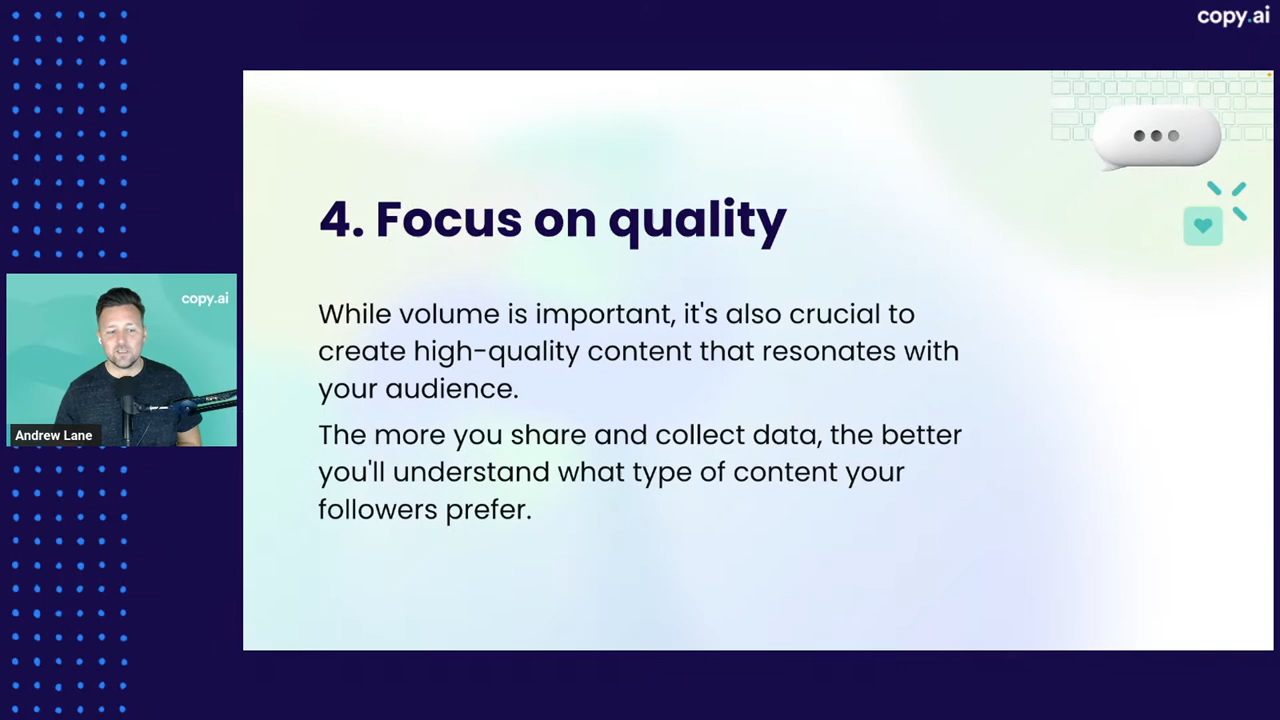 copy.ai
4. Focus on quality
While volume is important, it's also crucial to
create high-quality content that resonates with
your audience.
The more you share and collect data, the better
you'll understand what type of content your
followers prefer.
copy.ai
Andrew Lane